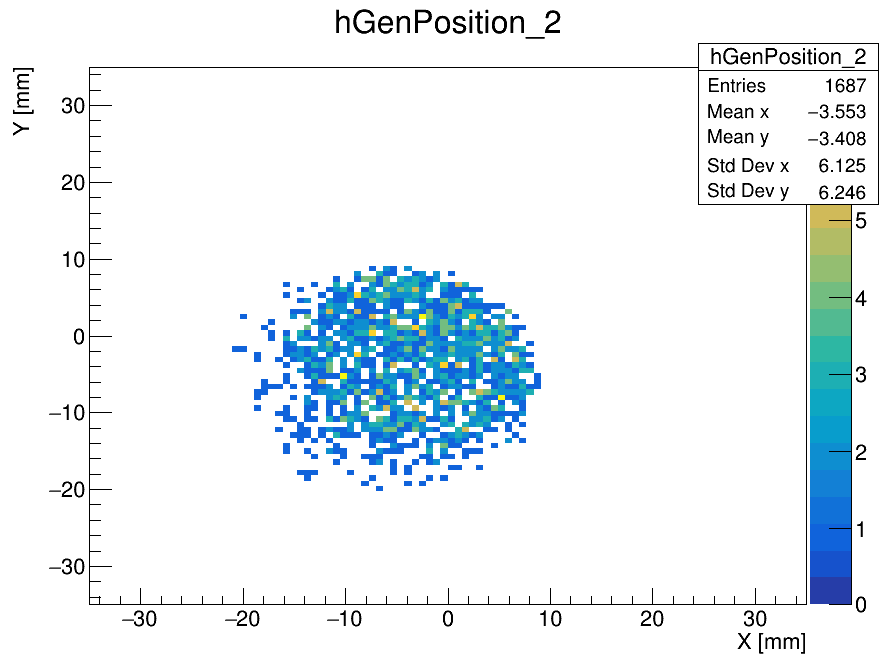 hGenPosition_2
hGenPosition_2
Entries 1687
Mean x −3.553
Mean y −3.408
Std Dev x 6.125
Std Dev y 6.246
Y [mm]
30
20
10
0
−10
−20
−30
−30 −20 −10 0 10 20 30
X [mm]
5
4
3
2
1
0